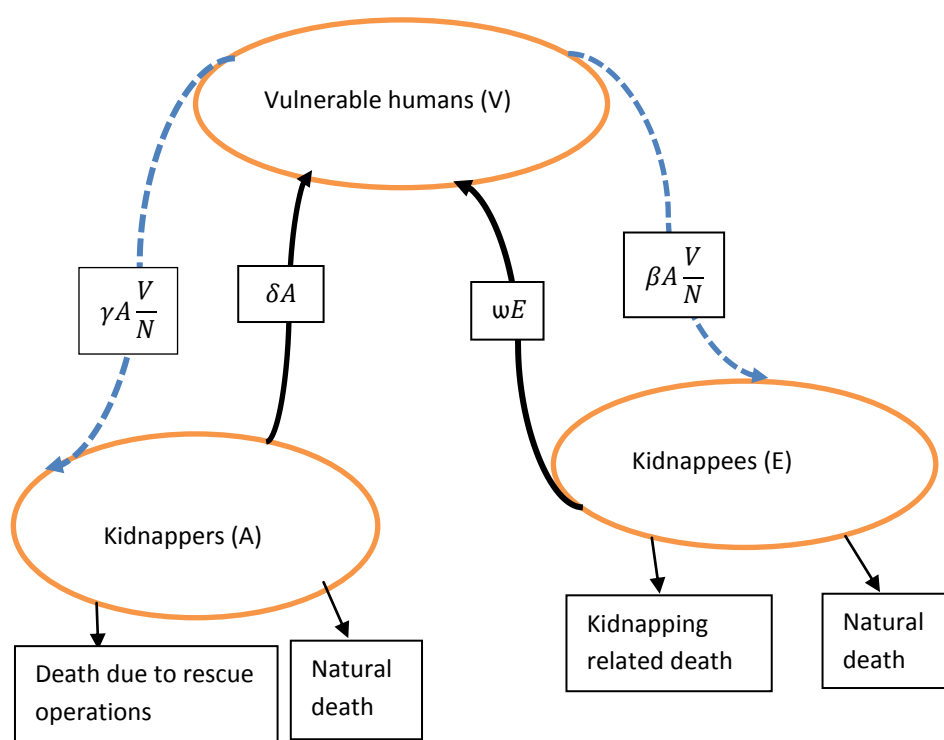 Vulnerable humans (V)
γA V/N
δA
ωE
βA V/N
Kidnappees (E)
Kidnappers (A)
Kidnapping
related death
Natural
death
Death due to rescue
operations
Natural
death